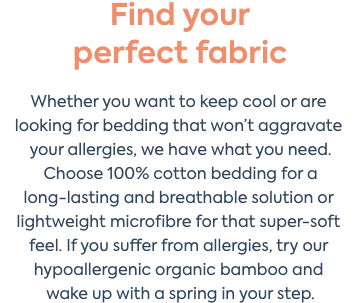 Find your
perfect fabric
Whether you want to keep cool or are
looking for bedding that won't aggravate
your allergies, we have what you need.
Choose 100% cotton bedding for a
long-lasting and breathable solution or
lightweight microfibre for that super-soft
feel. If you suffer from allergies, try our
hypoallergenic organic bamboo and
wake up with a spring in your step.